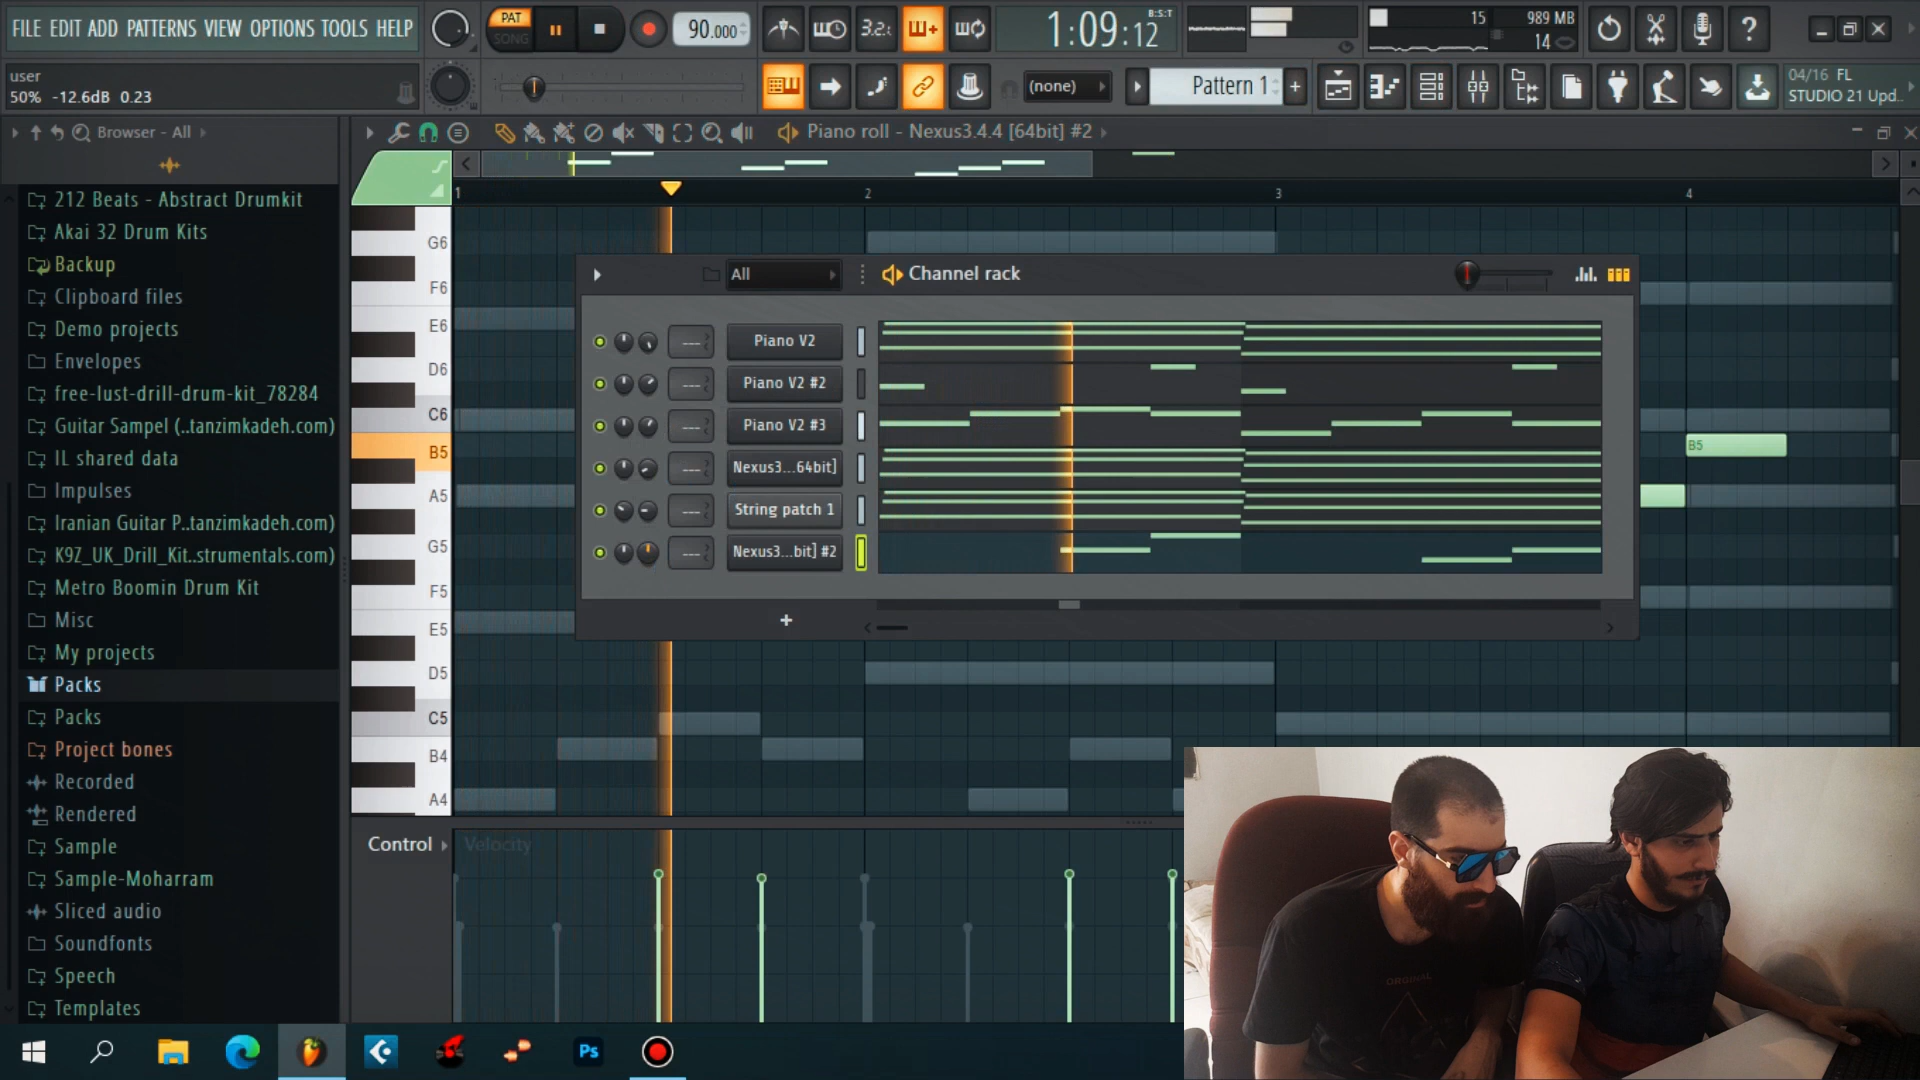 FILE EDIT ADD PATTERNS VIEW OPTIONS TOOLS HELP
PAT
SONG
90.000
3.2.
1:09:12
B:S:T
15
989 MB
14
user
50% -12.6dB 0.23
(none)
Pattern 1
04/16 FL
STUDIO 21 Upd..
Browser - All
Piano roll - Nexus3.4.4 [64bit] #2
212 Beats - Abstract Drumkit
Akai 32 Drum Kits
Backup
Clipboard files
Demo projects
Envelopes
free-lust-drill-drum-kit_78284
Guitar Sampel (..tanzimkadeh.com)
IL shared data
Impulses
Iranian Guitar P..tanzimkadeh.com)
K9Z_UK_Drill_Kit..strumentals.com)
Metro Boomin Drum Kit
Misc
My projects
Packs
Packs
Project bones
Recorded
Rendered
Sample
Sample-Moharram
Sliced audio
Soundfonts
Speech
Templates
1
2
3
4
G6
F6
E6
D6
C6
B5
A5
G5
F5
E5
D5
C5
B4
A4
B5
All
Channel rack
Piano V2
Piano V2 #2
Piano V2 #3
Nexus3...64bit]
String patch 1
Nexus3...bit] #2
Control
Velocity
ORGINAL
Ps